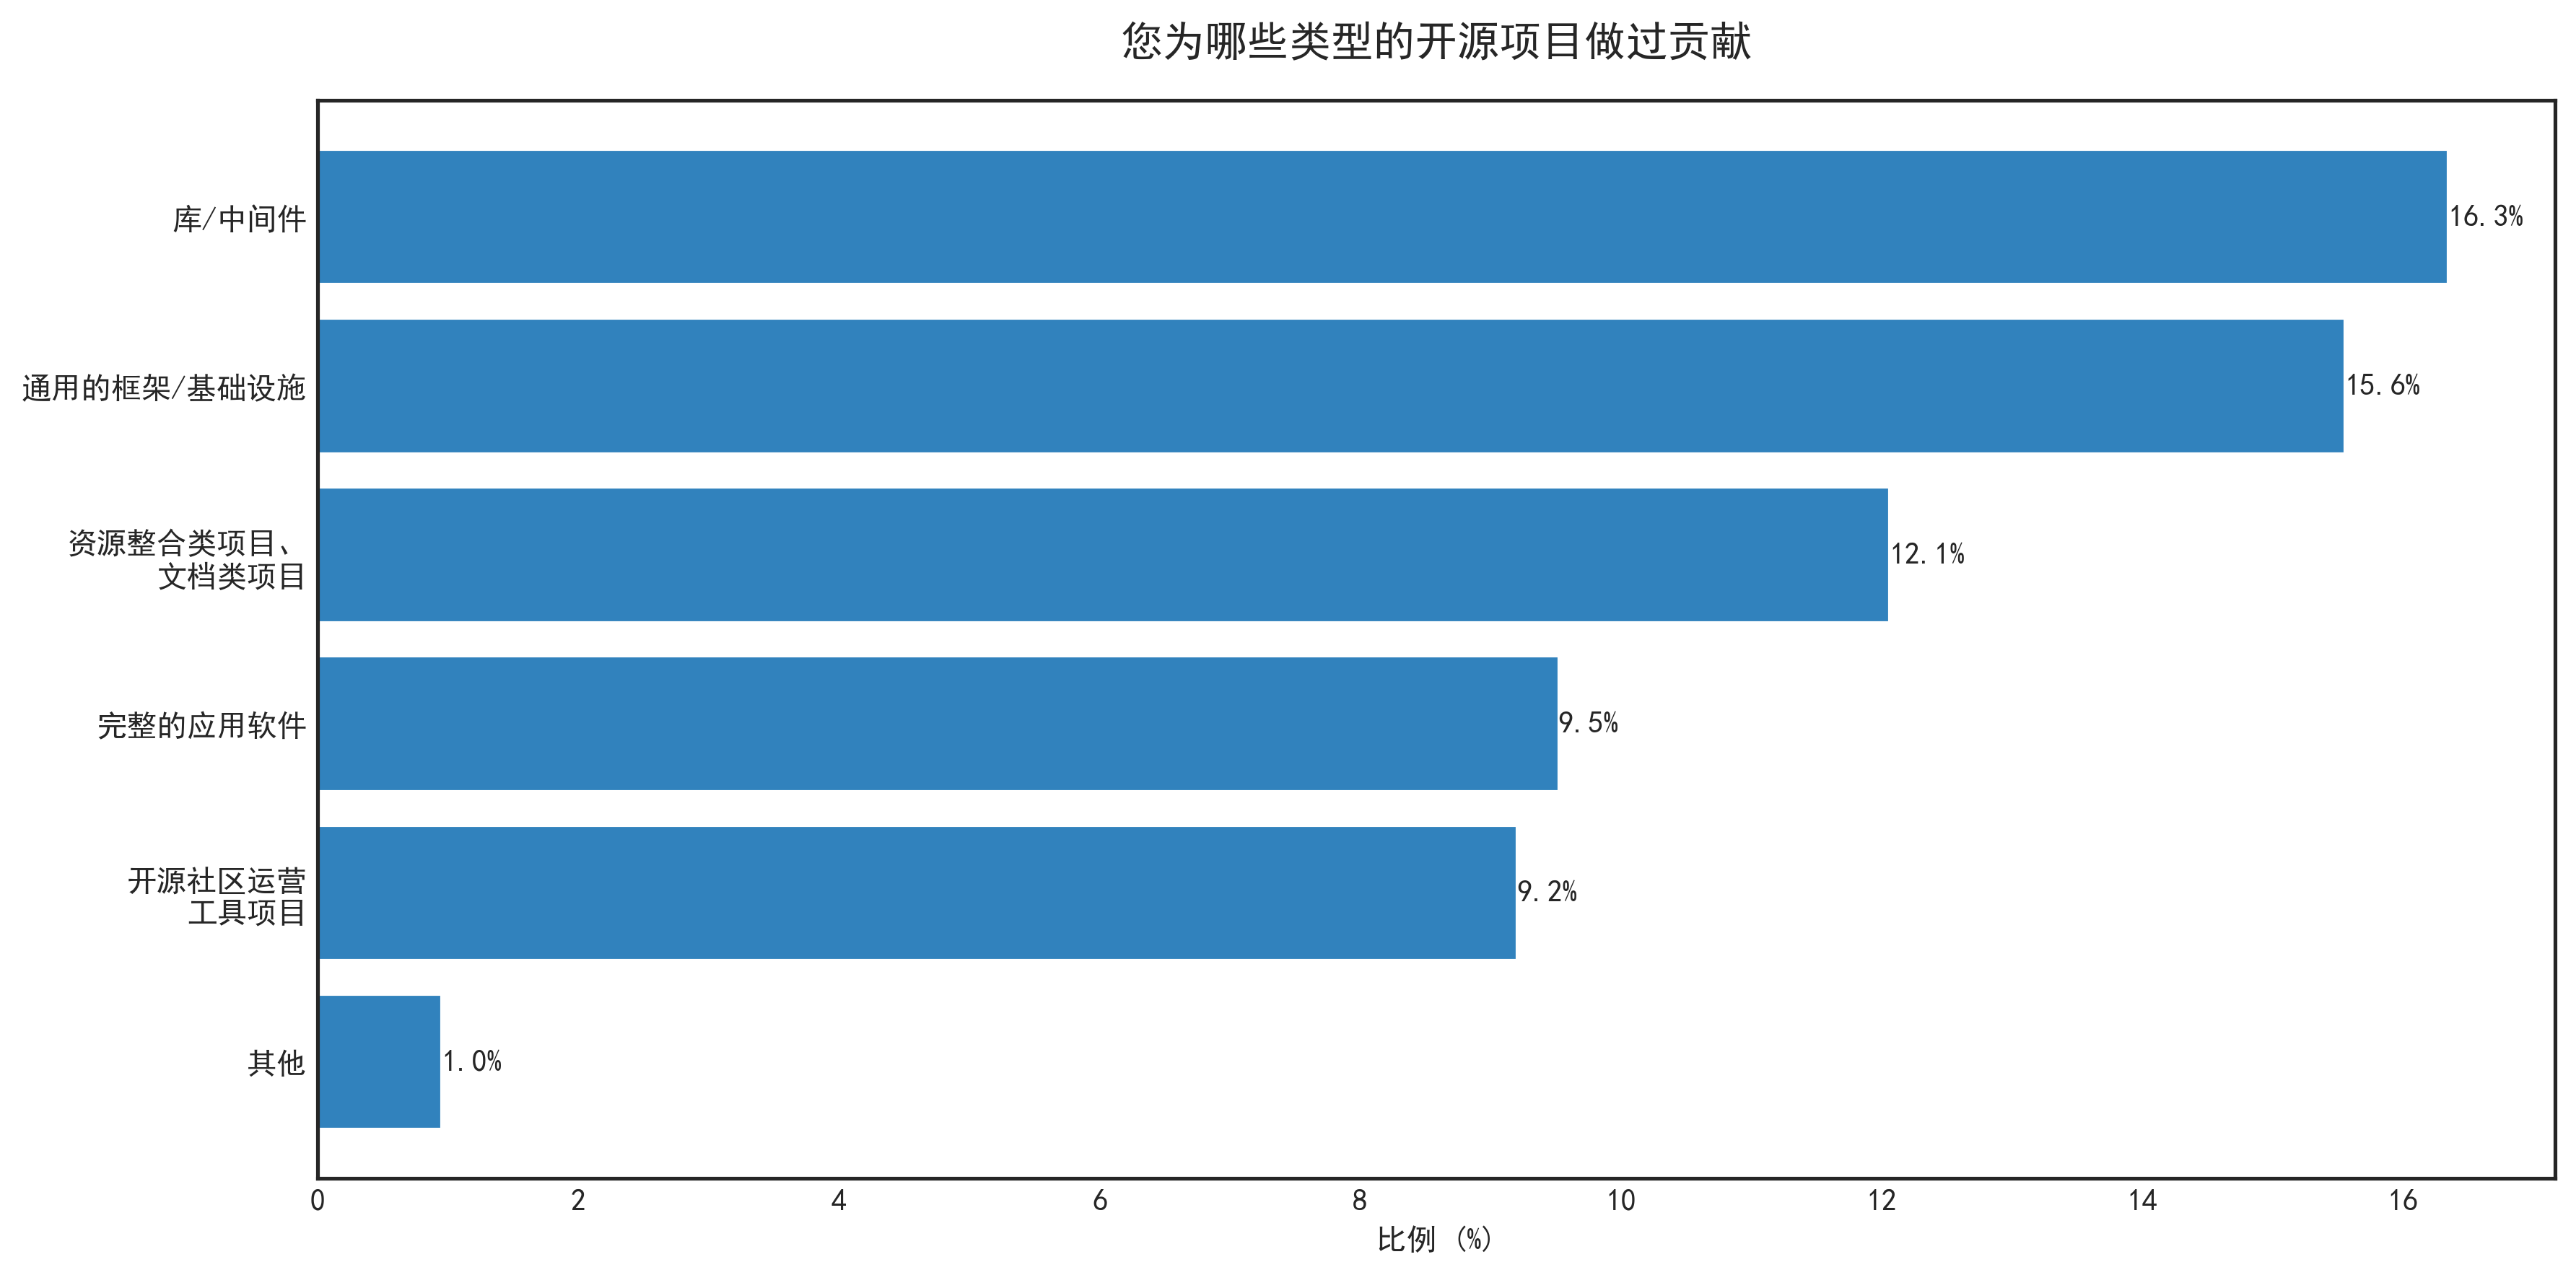 您为哪些类型的开源项目做过贡献
库/中间件
16.3%
通用的框架/基础设施
15.6%
资源整合类项目、
文档类项目
12.1%
完整的应用软件
9.5%
开源社区运营
工具项目
9.2%
其他
1.0%
0 2 4 6 8 10 12 14 16
比例 (%)